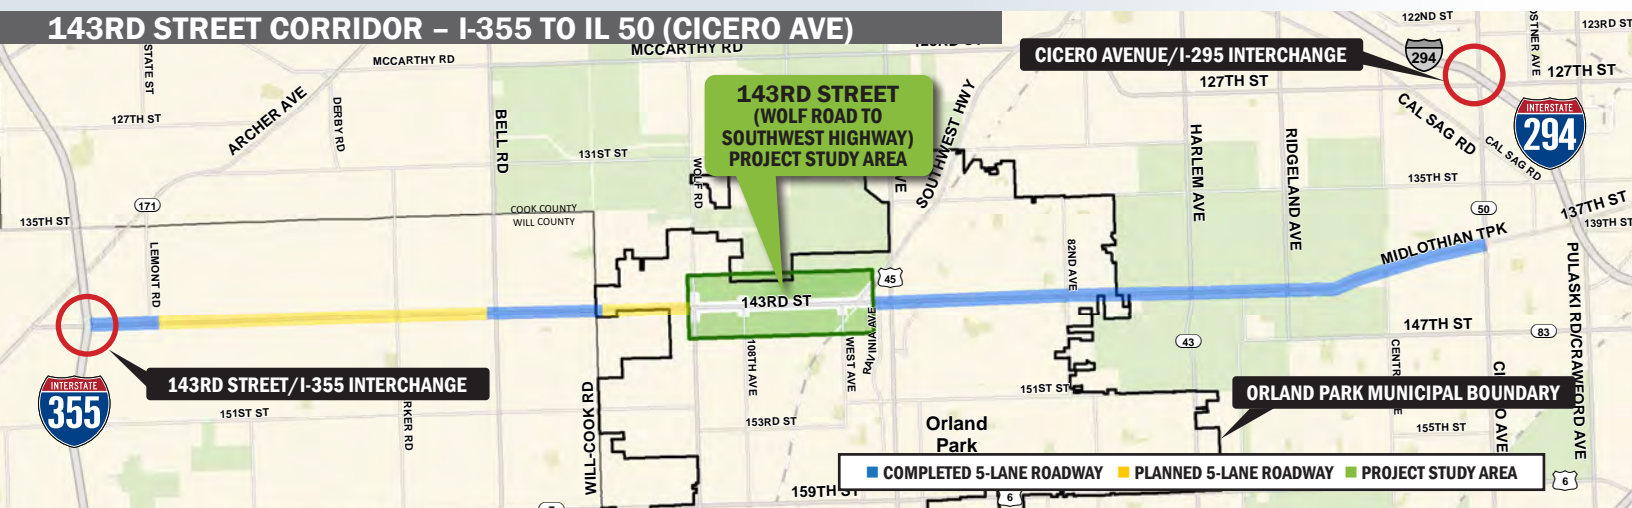 143RD STREET CORRIDOR – I-355 TO IL 50 (CICERO AVE)
122ND ST
123RD ST
MCCARTHY RD
MCCARTHY RD
STATE ST
CICERO AVENUE/I-295 INTERCHANGE
294
127TH ST
127TH ST
INTERSTATE
294
CAL SAG RD
CAL SAG RD
143RD STREET
(WOLF ROAD TO
SOUTHWEST HIGHWAY)
PROJECT STUDY AREA
SOUTHWEST HWY
ARCHER AVE
DERBY RD
127TH ST
BELL RD
131ST ST
WOLF RD
AVE
HARLEM AVE
RIDGELAND AVE
135TH ST
171
135TH ST
COOK COUNTY
WILL COUNTY
50
137TH ST
139TH ST
MIDLOTHIAN TPK
LEMONT RD
82ND AVE
45
143RD ST
PULASKI RD/CRAWFORD AVE
147TH ST
83
43
108TH AVE
WEST AVE
RAVINIA AVE
143RD STREET/I-355 INTERCHANGE
INTERSTATE
355
151ST ST
RKER RD
WILL-COOK RD
153RD ST
151ST ST
ORLAND PARK MUNICIPAL BOUNDARY
Orland
Park
155TH ST
COMPLETED 5-LANE ROADWAY
PLANNED 5-LANE ROADWAY
PROJECT STUDY AREA
159TH ST
6
6